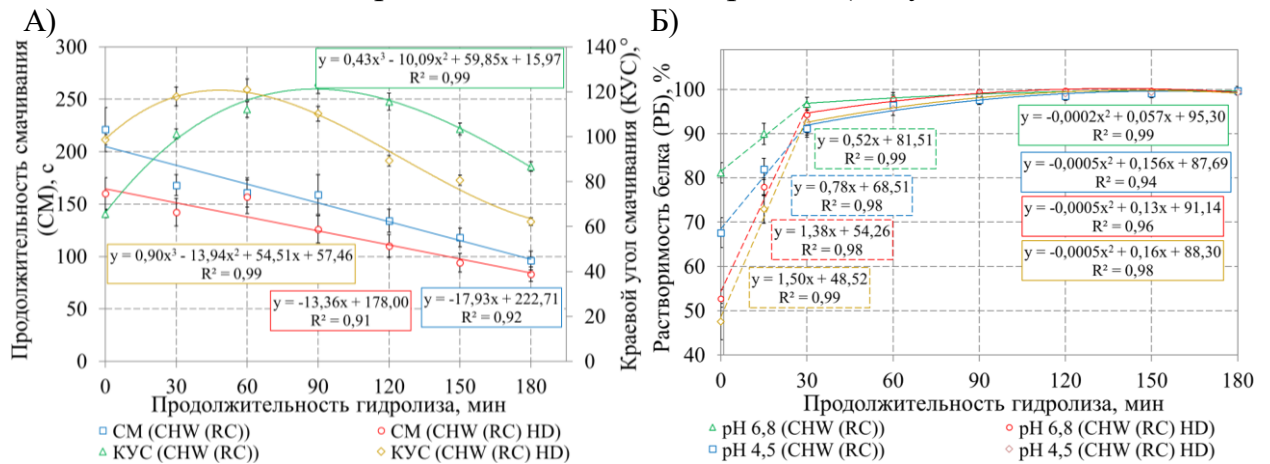 А)
Продолжительность смачивания
(СМ), с
300
250
200
150
100
50
0
0 30 60 90 120 150 180
Продолжительность гидролиза, мин
140
120
100
80
60
40
20
0
Краевой угол смачивания (КУС),°
y = 0,43x³ - 10,09x² + 59,85x + 15,97
R² = 0,99
y = 0,90x³ - 13,94x² + 54,51x + 57,46
R² = 0,99
y = -13,36x + 178,00
R² = 0,91
y = -17,93x + 222,71
R² = 0,92
СМ (CHW (RC)) СМ (CHW (RC) HD)
КУС (CHW (RC)) КУС (CHW (RC) HD)
Б)
Растворимость белка (РБ), %
100
90
80
70
60
50
40
0 30 60 90 120 150 180
Продолжительность гидролиза, мин
0,52x + 81,51
R² = 0,99
0,78x + 68,51
R² = 0,98
1,38x + 54,26
R² = 0,98
1,50x + 48,52
R² = 0,99
y = -0,0002x² + 0,057x + 95,30
R² = 0,99
y = -0,0005x² + 0,156x + 87,69
R² = 0,94
y = -0,0005x² + 0,13x + 91,14
R² = 0,96
y = -0,0005x² + 0,16x + 88,30
R² = 0,98
pH 6,8 (CHW (RC)) pH 6,8 (CHW (RC) HD)
pH 4,5 (CHW (RC)) pH 4,5 (CHW (RC) HD)